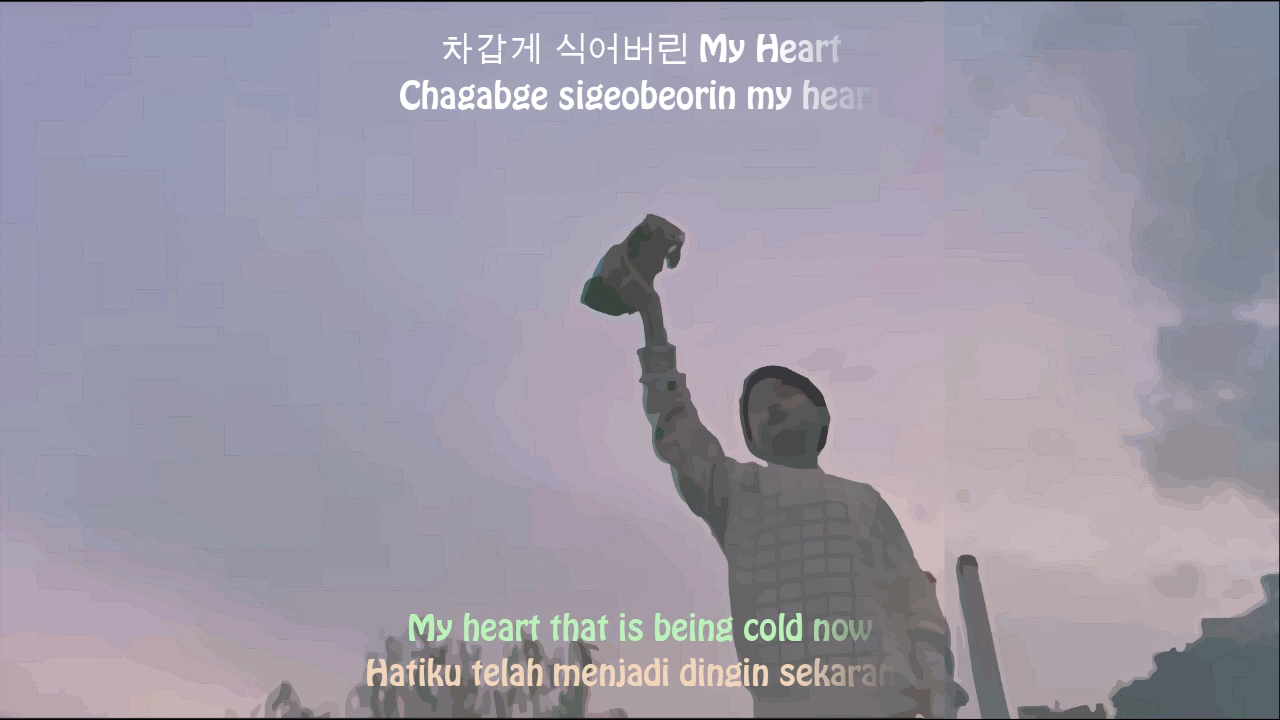 차갑게 식어버린 My Heart
Chagabge sigeobeorin my hear
My heart that is being cold now
Hatiku telah menjadi dingin sekaran